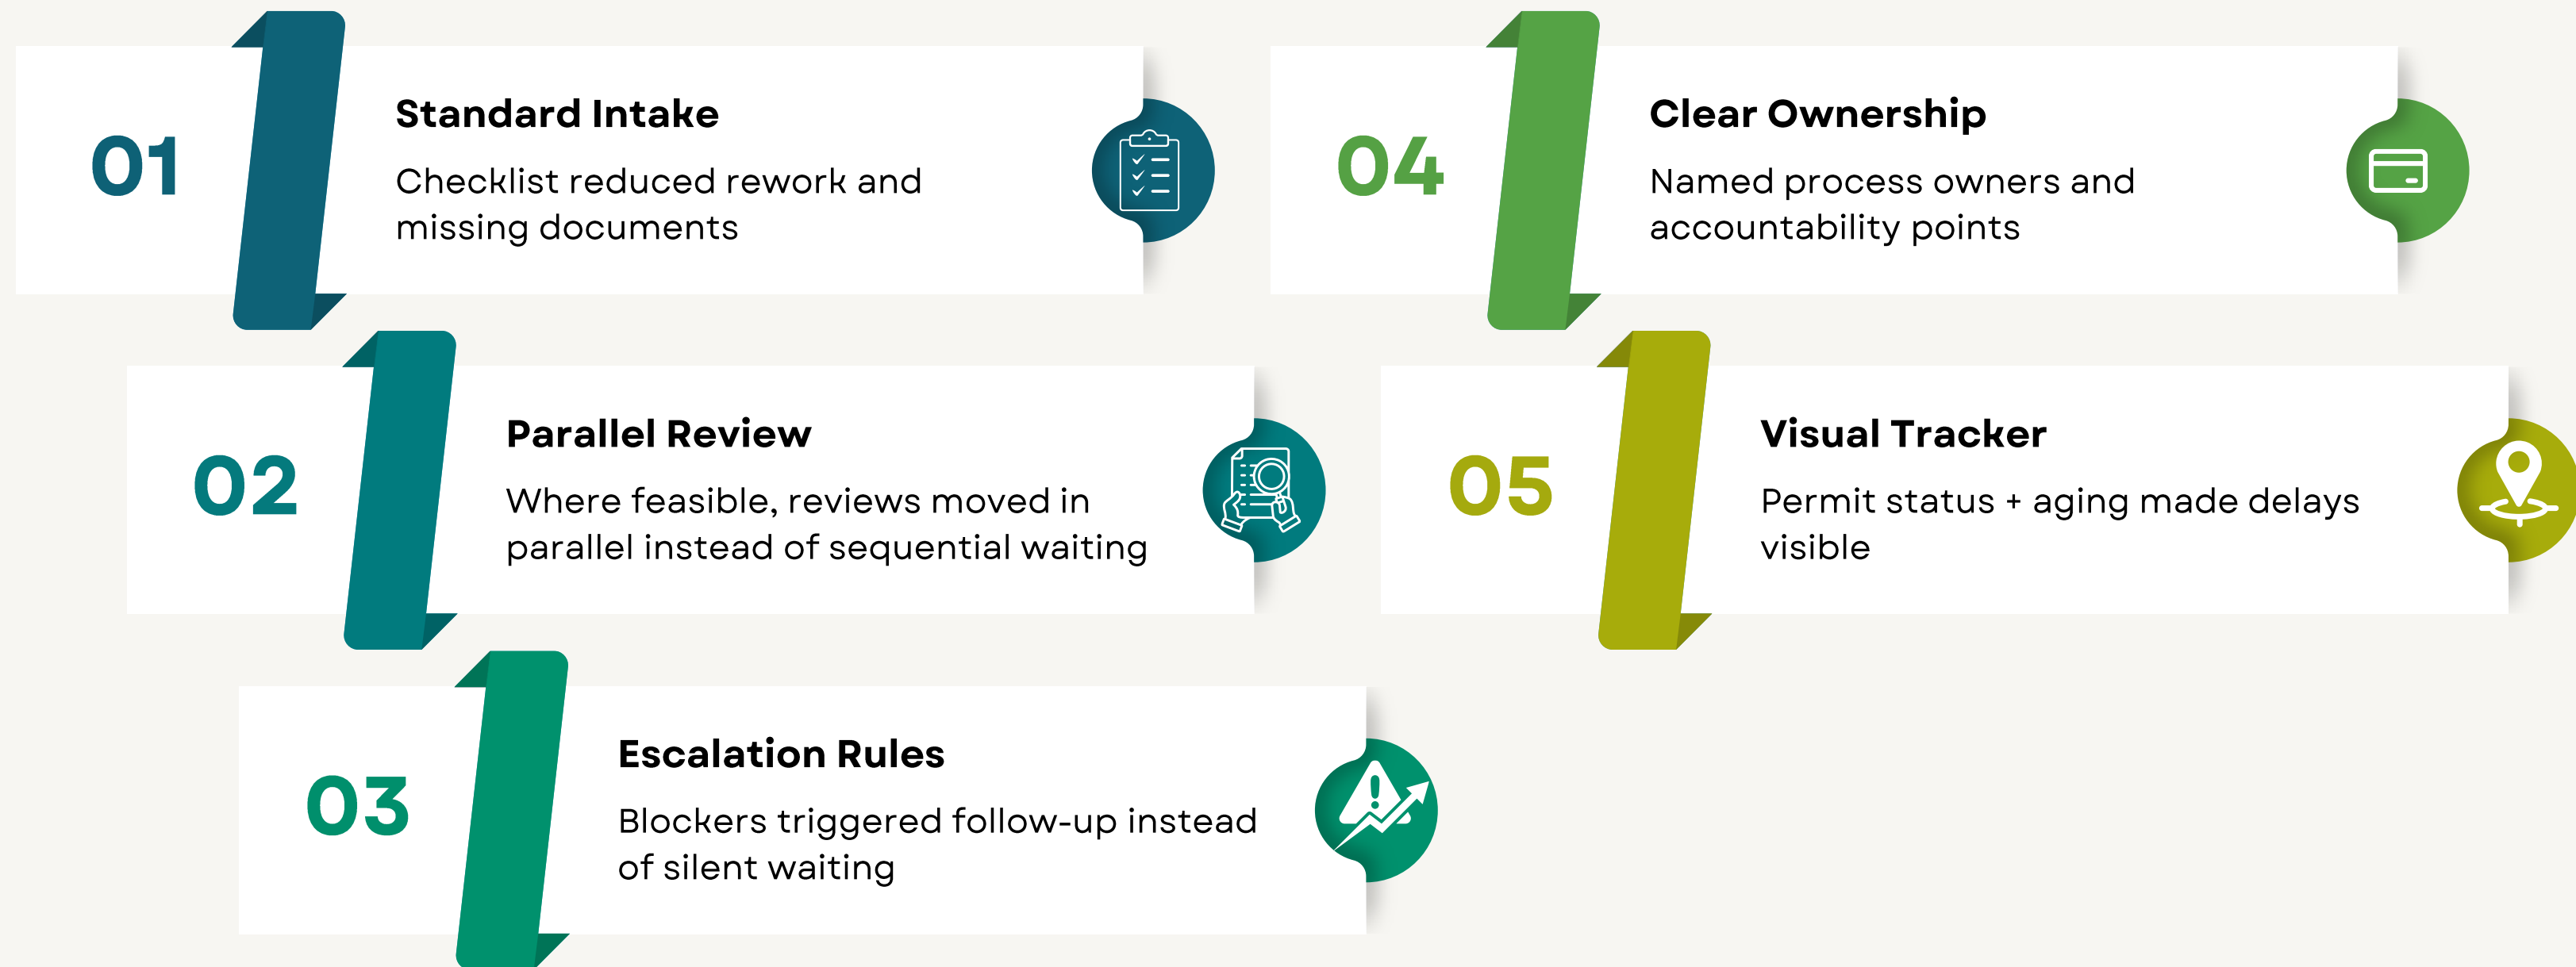 01
Standard Intake
Checklist reduced rework and
missing documents
02
Parallel Review
Where feasible, reviews moved in
parallel instead of sequential waiting
03
Escalation Rules
Blockers triggered follow-up instead
of silent waiting
04
Clear Ownership
Named process owners and
accountability points
05
Visual Tracker
Permit status + aging made delays
visible